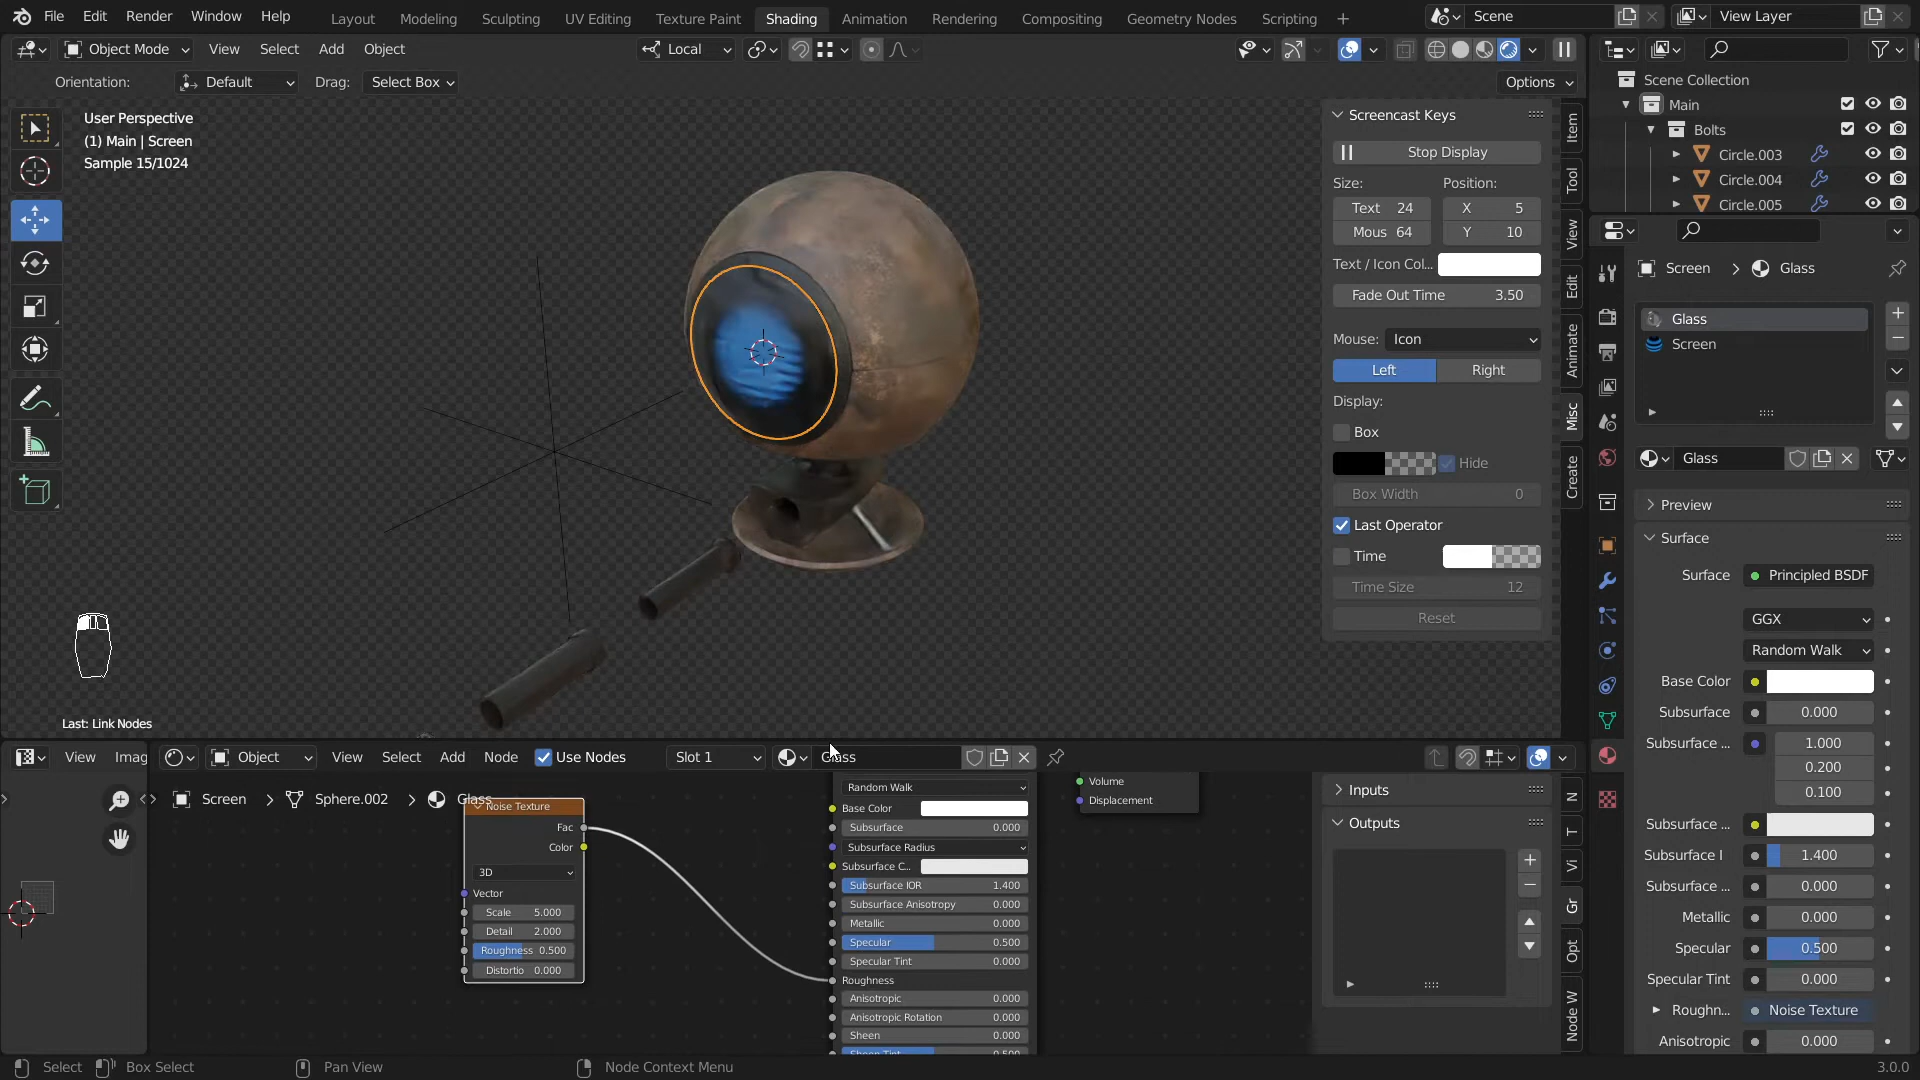 File Edit Render Window Help Layout Modeling Sculpting UV Editing Texture Paint Shading Animation Rendering Compositing Geometry Nodes Scripting + Scene View Layer
Object Mode View Select Add Object Local
Orientation: Default Drag: Select Box Options
User Perspective
(1) Main | Screen
Sample 15/1024
Screencast Keys
Stop Display
Size: Position:
Text 24 X 5
Mous 64 Y 10
Text / Icon Col...
Fade Out Time 3.50
Mouse: Icon
Left Right
Display:
Box
Hide
Box Width 0
Last Operator
Time
Time Size 12
Reset
Item
Tool
View
Edit
Animate
Misc
Create
Scene Collection
Main
Bolts
Circle.003
Circle.004
Circle.005
Screen > Glass
Glass
Screen
Glass
Preview
Surface
Surface Principled BSDF
GGX
Random Walk
Base Color
Subsurface 0.000
Subsurface ... 1.000
0.200
0.100
Subsurface ...
Subsurface I 1.400
Subsurface ... 0.000
Metallic 0.000
Specular 0.500
Specular Tint 0.000
Roughn... Noise Texture
Anisotropic 0.000
Last: Link Nodes
View Imag Object View Select Add Node Use Nodes Slot 1 Glass
Screen > Sphere.002 > Glass
Noise Texture
Fac
Color
3D
Vector
Scale 5.000
Detail 2.000
Roughness 0.500
Distortio 0.000
Random Walk
Base Color
Subsurface 0.000
Subsurface Radius
Subsurface C...
Subsurface IOR 1.400
Subsurface Anisotropy 0.000
Metallic 0.000
Specular 0.500
Specular Tint 0.000
Roughness
Anisotropic 0.000
Anisotropic Rotation 0.000
Sheen 0.000
Sheen Tint 0.500
Volume
Displacement
Inputs
Outputs
N
T
Vi
Gr
Opt
Node W
Select Box Select Pan View Node Context Menu 3.0.0